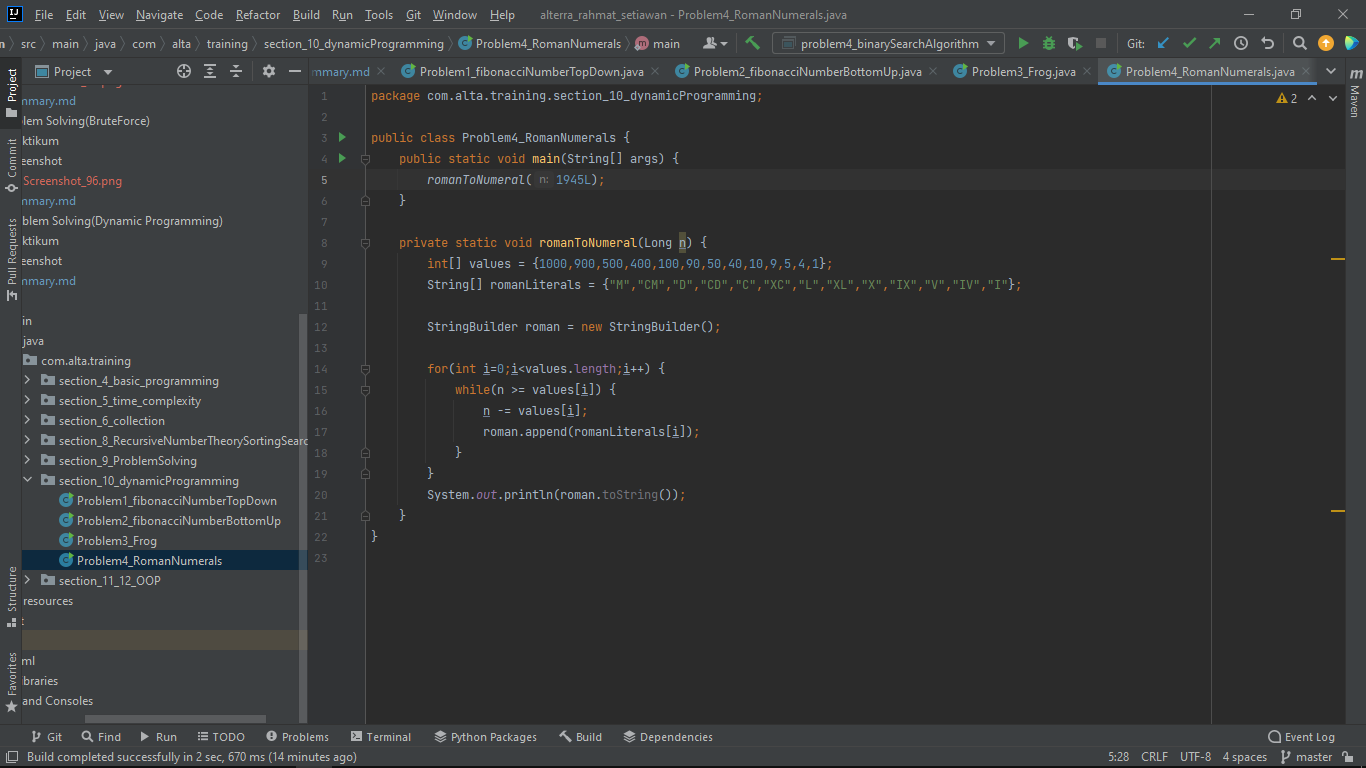 File Edit View Navigate Code Refactor Build Run Tools Git Window Help alterra_rahmat_setiawan - Problem4_RomanNumerals.java
n src main java com alta training section_10_dynamicProgramming Problem4_RomanNumerals main problem4_binarySearchAlgorithm Git:
Project
mmary.md Problem1_fibonacciNumberTopDown.java Problem2_fibonacciNumberBottomUp.java Problem3_Frog.java Problem4_RomanNumerals.java
Project
Commit
Pull Requests
Structure
Favorites
mmary.md
lem Solving(BruteForce)
ktikum
eenshot
Screenshot_96.png
mmary.md
blem Solving(Dynamic Programming)
ktikum
eenshot
mmary.md
in
java
com.alta.training
section_4_basic_programming
section_5_time_complexity
section_6_collection
section_8_RecursiveNumberTheorySortingSearc
section_9_ProblemSolving
section_10_dynamicProgramming
Problem1_fibonacciNumberTopDown
Problem2_fibonacciNumberBottomUp
Problem3_Frog
Problem4_RomanNumerals
section_11_12_OOP
resources
t
ml
ibraries
and Consoles
1 package com.alta.training.section_10_dynamicProgramming;
2
3 public class Problem4_RomanNumerals {
4 public static void main(String[] args) {
5 romanToNumeral( n: 1945L);
6 }
7
8 private static void romanToNumeral(Long n) {
9 int[] values = {1000,900,500,400,100,90,50,40,10,9,5,4,1};
10 String[] romanLiterals = {"M","CM","D","CD","C","XC","L","XL","X","IX","V","IV","I"};
11
12 StringBuilder roman = new StringBuilder();
13
14 for(int i=0;i<values.length;i++) {
15 while(n >= values[i]) {
16 n -= values[i];
17 roman.append(romanLiterals[i]);
18 }
19 }
20 System.out.println(roman.toString());
21 }
22 }
23
2
Maven
Git Find Run TODO Problems Terminal Python Packages Build Dependencies Event Log
Build completed successfully in 2 sec, 670 ms (14 minutes ago) 5:28 CRLF UTF-8 4 spaces master